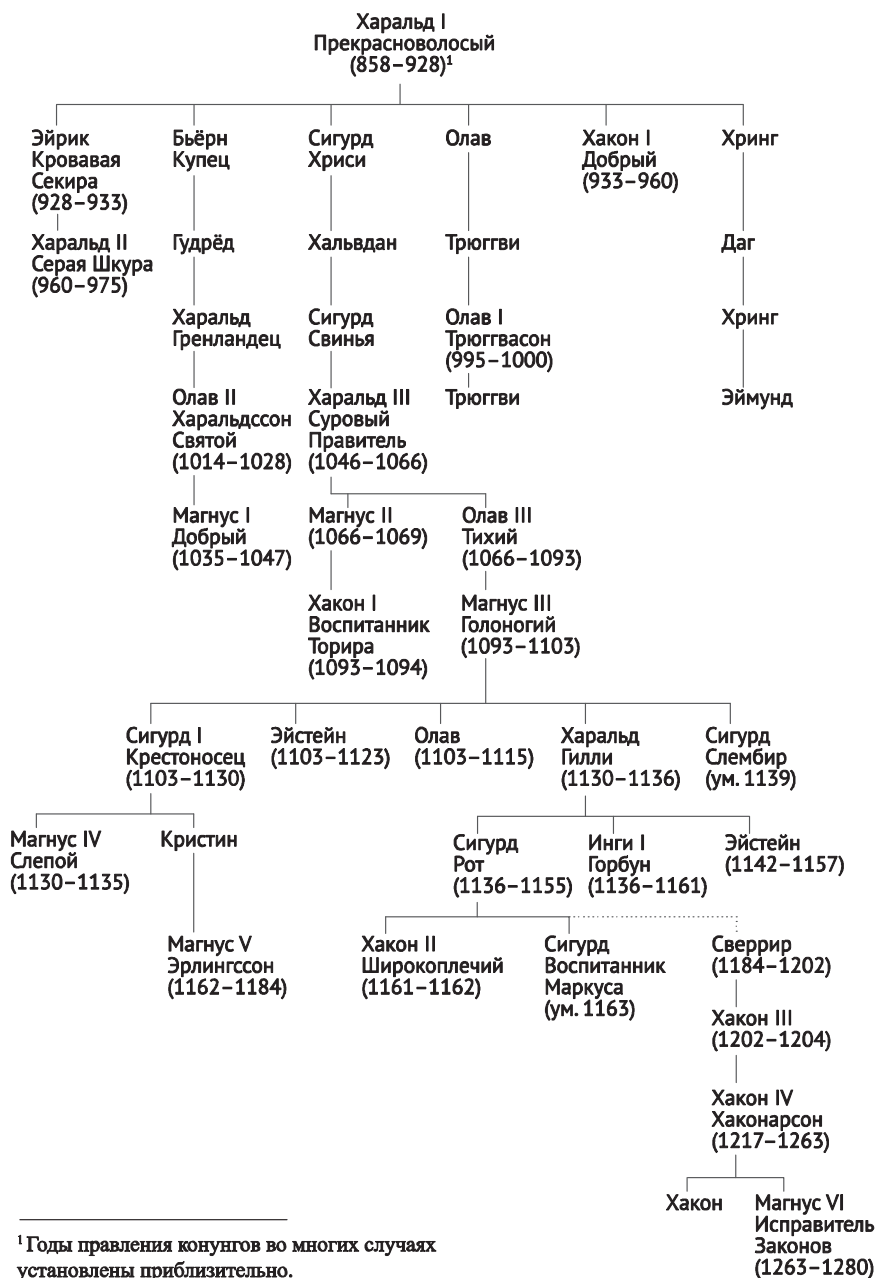 Харальд I
Прекрасноволосый
(858–928)¹
Эйрик
Кровавая
Секира
(928–933)
Бьёрн
Купец
Сигурд
Хриси
Олав
Хакон I
Добрый
(933–960)
Хринг
Харальд II
Серая Шкура
(960–975)
Гудрёд
Хальвдан
Трюггви
Даг
Харальд
Гренландец
Сигурд
Свинья
Олав I
Трюггвасон
(995–1000)
Хринг
Олав II
Харальдссон
Святой
(1014–1028)
Харальд III
Суровый
Правитель
(1046–1066)
Трюггви
Эймунд
Магнус I
Добрый
(1035–1047)
Магнус II
(1066–1069)
Олав III
Тихий
(1066–1093)
Хакон I
Воспитанник
Торира
(1093–1094)
Магнус III
Голоногий
(1093–1103)
Сигурд I
Крестоносец
(1103–1130)
Эйстейн
(1103–1123)
Олав
(1103–1115)
Харальд
Гилли
(1130–1136)
Сигурд
Слембир
(ум. 1139)
Магнус IV
Слепой
(1130–1135)
Кристин
Сигурд
Рот
(1136–1155)
Инги I
Горбун
(1136–1161)
Эйстейн
(1142–1157)
Магнус V
Эрлингссон
(1162–1184)
Хакон II
Широкоплечий
(1161–1162)
Сигурд
Воспитанник
Маркуса
(ум. 1163)
Сверрир
(1184–1202)
Хакон III
(1202–1204)
Хакон IV
Хаконарсон
(1217–1263)
Хакон
Магнус VI
Исправитель
Законов
(1263–1280)
¹ Годы правления конунгов во многих случаях
установлены приблизительно.